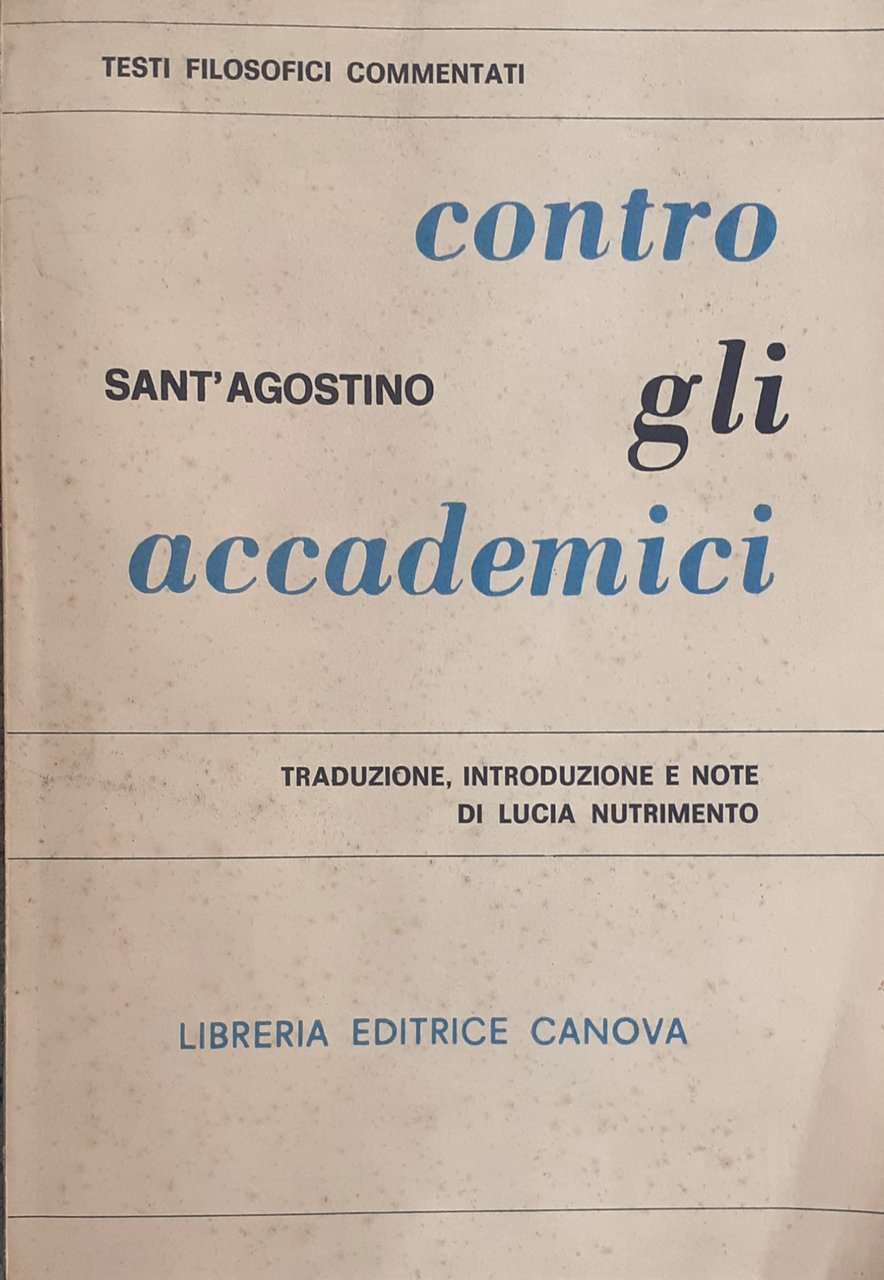 TESTI FILOSOFICI COMMENTATI
contro
SANT'AGOSTINO
gli
accademici
TRADUZIONE, INTRODUZIONE E NOTE
DI LUCIA NUTRIMENTO
LIBRERIA EDITRICE CANOVA